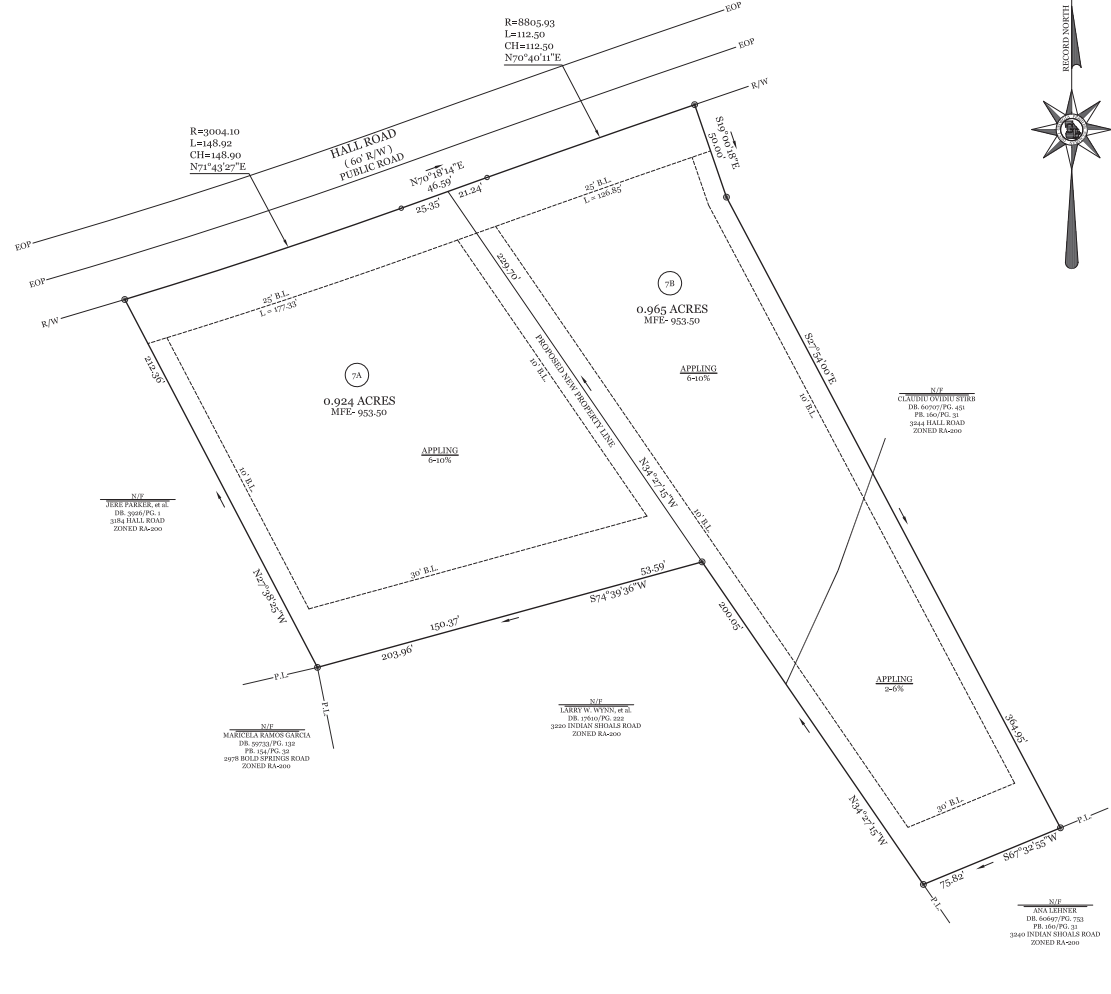 EOP
R=8805.93
L=112.50
CH=112.50
N70°40'11"E
RECORD NORTH
EOP
R/W
R=3004.10
L=148.92
CH=148.90
N71°43'27"E
HALL ROAD
( 60' R/W )
PUBLIC ROAD
S19°00'18"E
50.00'
N70°18'14"E
46.59'
25.35'
21.24'
25' B.L.
L = 126.85'
EOP
EOP
R/W
229.70'
7B
0.965 ACRES
MFE- 953.50
25' B.L.
L = 177.33'
212.36'
PROPOSED NEW PROPERTY LINE
10' B.L.
S27°54'00"E
APPLING
6-10%
7A
0.924 ACRES
MFE- 953.50
10' B.L.
N/F
CLAUDIU OVIDIU STIRB
DB. 60707/PG. 451
PB. 160/PG. 31
3244 HALL ROAD
ZONED RA-200
APPLING
6-10%
10' B.L.
N34°27'15"W
N/F
JERE PARKER, et al.
DB. 3926/PG. 1
3184 HALL ROAD
ZONED RA-200
10' B.L.
30' B.L.
53.59'
S74°39'36"W
N27°38'25"W
150.37'
203.96'
200.05'
P.L.
P.L.
APPLING
2-6%
N/F
LARRY W. WYNN, et al.
DB. 17610/PG. 222
3220 INDIAN SHOALS ROAD
ZONED RA-200
N/F
MARICELA RAMOS GARCIA
DB. 59733/PG. 132
PB. 154/PG. 32
2978 BOLD SPRINGS ROAD
ZONED RA-200
364.95'
30' B.L.
N34°27'15"W
P.L.
S67°32'55"W
75.82'
P.L.
N/F
ANA LEHNER
DB. 60697/PG. 753
PB. 160/PG. 31
3240 INDIAN SHOALS ROAD
ZONED RA-200